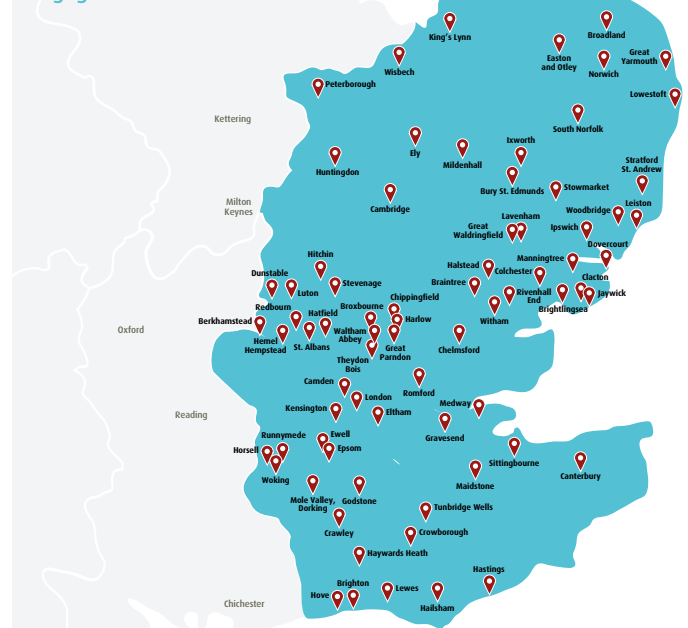 King's Lynn
Broadland
Easton
and Otley
Great
Yarmouth
Norwich
Wisbech
Peterborough
Lowestoft
Kettering
South Norfolk
Ely
Mildenhall
Ixworth
Huntingdon
Stratford
St. Andrew
Bury St. Edmunds
Stowmarket
Cambridge
Milton
Keynes
Woodbridge
Leiston
Lavenham
Great
Waldringfield
Ipswich
Dovercourt
Hitchin
Halstead
Manningtree
Colchester
Dunstable
Luton
Stevenage
Braintree
Clacton
Jaywick
Rivenhall
End
Brightlingsea
Chippingfield
Redbourn
Hatfield
Broxbourne
Harlow
Witham
Berkhamstead
Hemel
Hempstead
St. Albans
Waltham
Abbey
Great
Parndon
Chelmsford
Oxford
Theydon
Bois
Camden
London
Romford
Kensington
Eltham
Medway
Reading
Gravesend
Runnymede
Ewell
Horsell
Epsom
Sittingbourne
Woking
Maidstone
Canterbury
Mole Valley,
Dorking
Godstone
Tunbridge Wells
Crawley
Crowborough
Haywards Heath
Hastings
Brighton
Hove
Lewes
Hailsham
Chichester